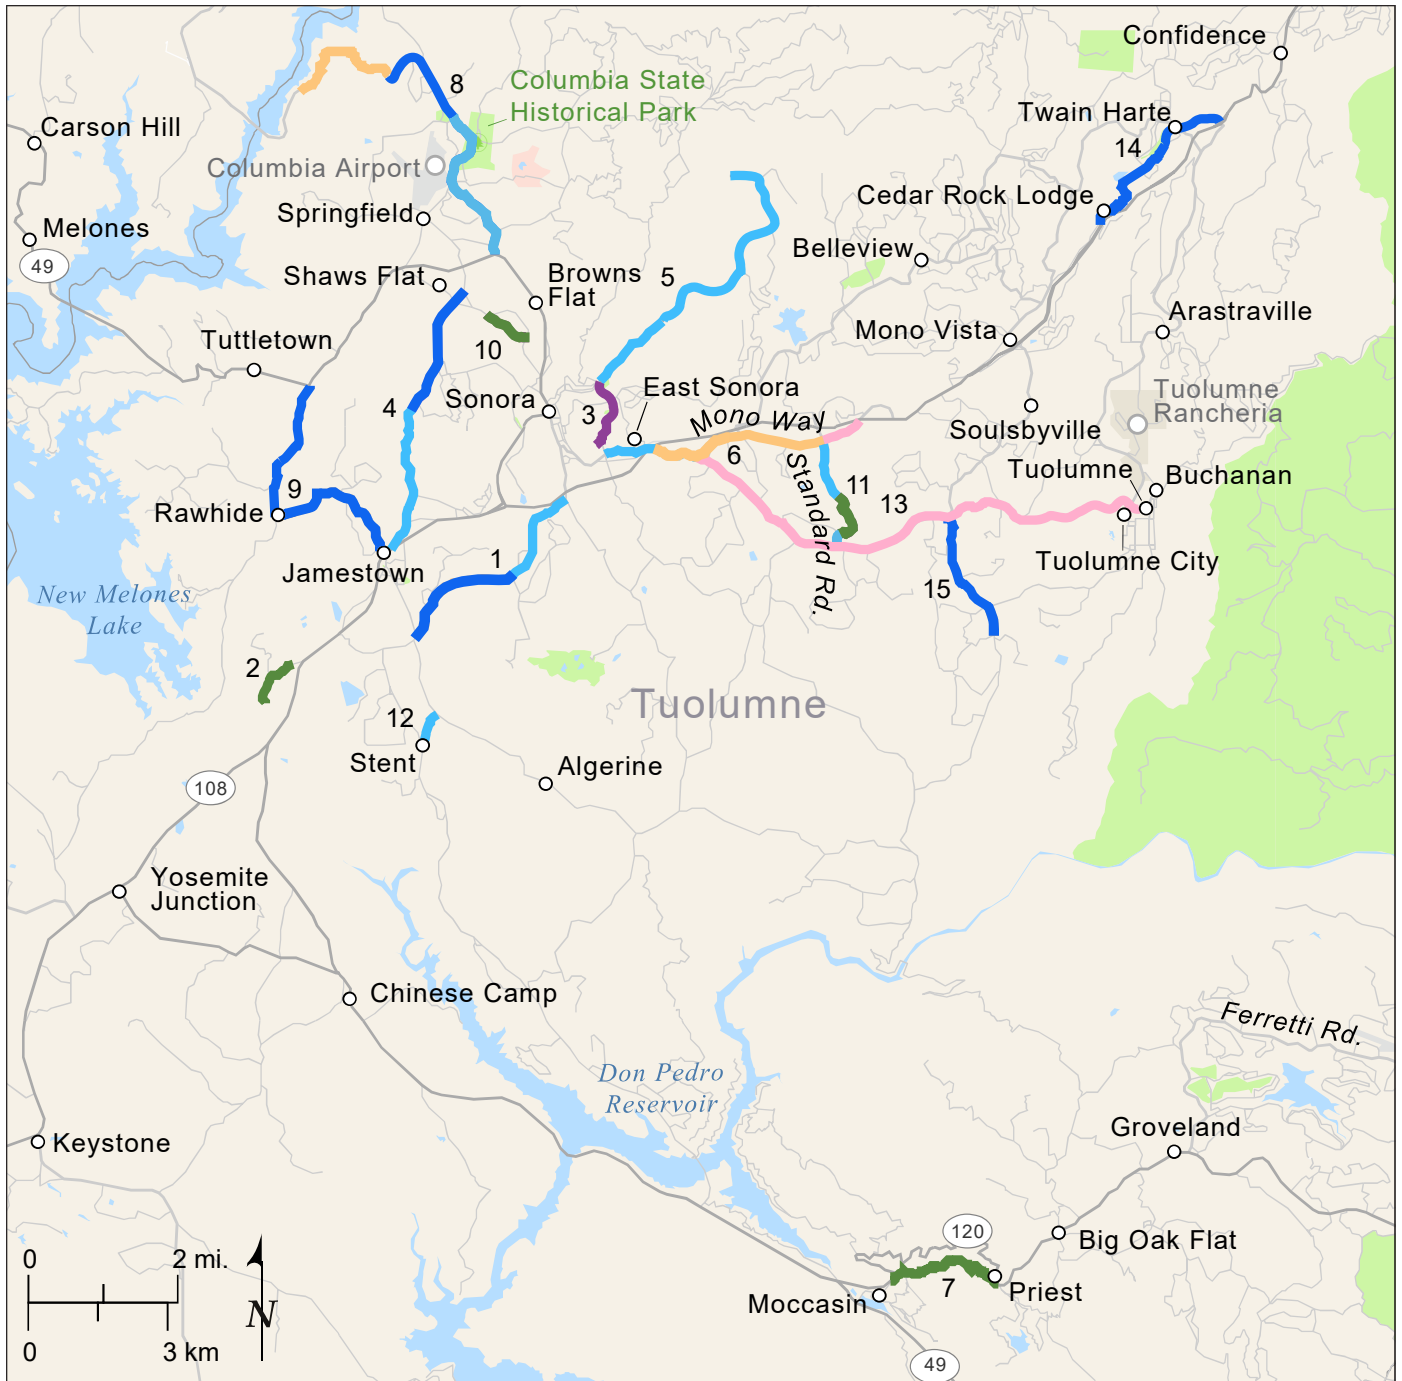 Confidence
Columbia State
Historical Park
8
Twain Harte
Carson Hill
14
Columbia Airport
Cedar Rock Lodge
Springfield
Melones
Belleview
49
Shaws Flat
Browns
Flat
5
Arastraville
Tuttletown
Mono Vista
10
Tuolumne
Rancheria
East Sonora
Sonora
4
3
Mono Way
Soulsbyville
6
Tuolumne
Buchanan
Standard Rd.
11
13
9
Rawhide
Tuolumne City
Jamestown
1
15
New Melones
Lake
2
Tuolumne
12
Stent
Algerine
108
Yosemite
Junction
Chinese Camp
Ferretti Rd.
Don Pedro
Reservoir
Groveland
Keystone
120
Big Oak Flat
0
2 mi.
N
7
Priest
Moccasin
0
3 km
49